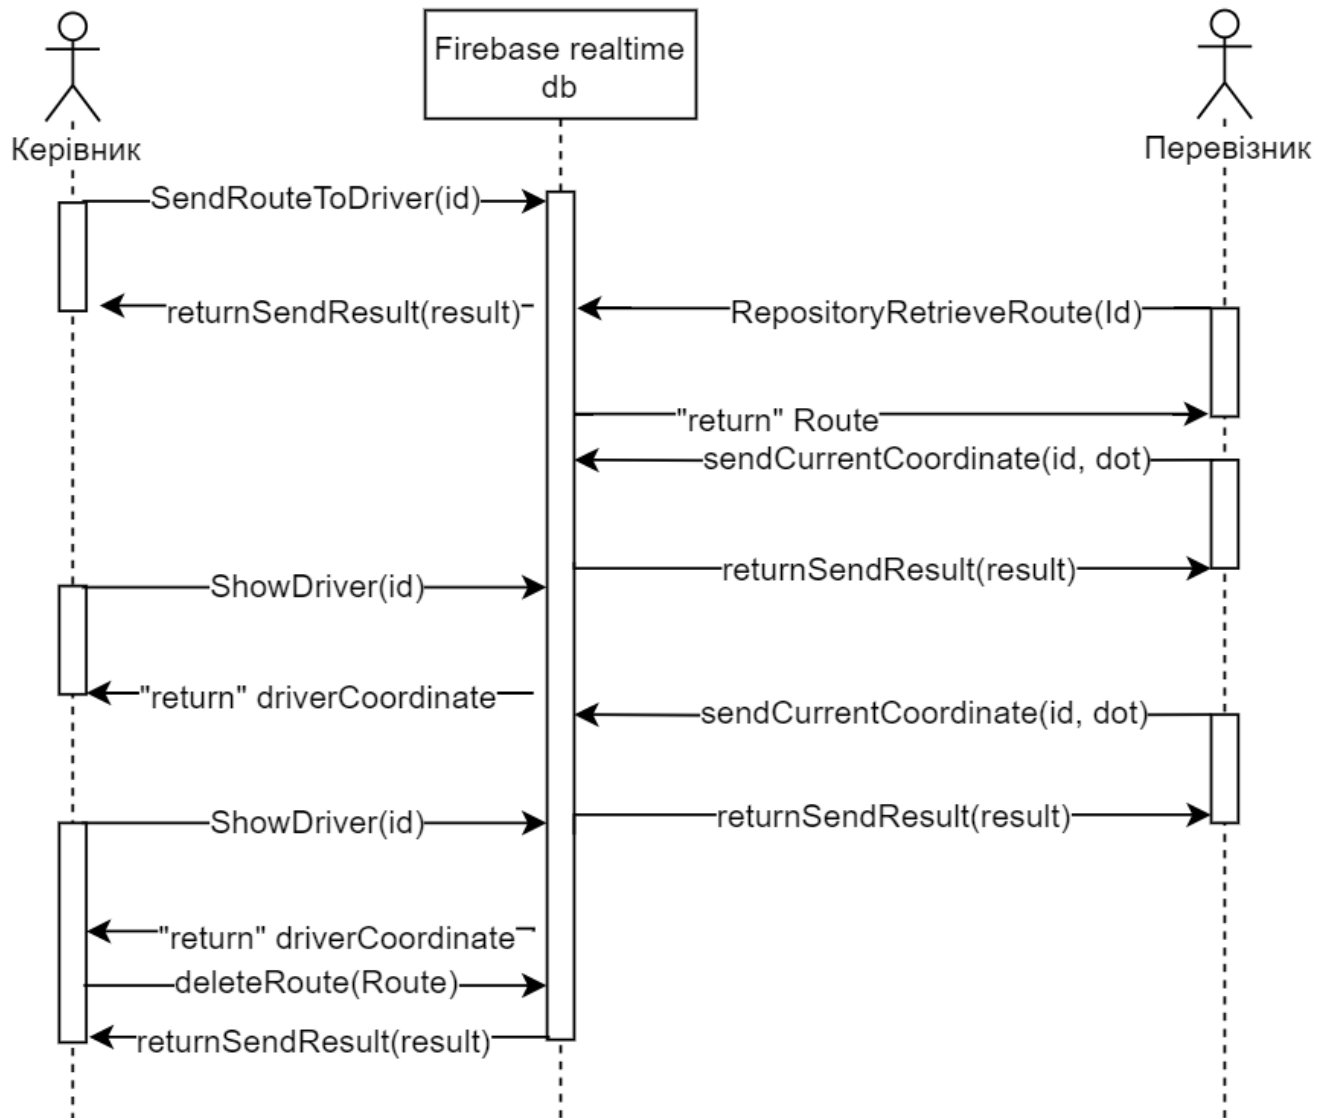 Firebase realtime
db
Керівник
Перевізник
SendRouteToDriver(id)
returnSendResult(result)
RepositoryRetrieveRoute(Id)
"return" Route
sendCurrentCoordinate(id, dot)
returnSendResult(result)
ShowDriver(id)
"return" driverCoordinate
sendCurrentCoordinate(id, dot)
returnSendResult(result)
ShowDriver(id)
"return" driverCoordinate
deleteRoute(Route)
returnSendResult(result)